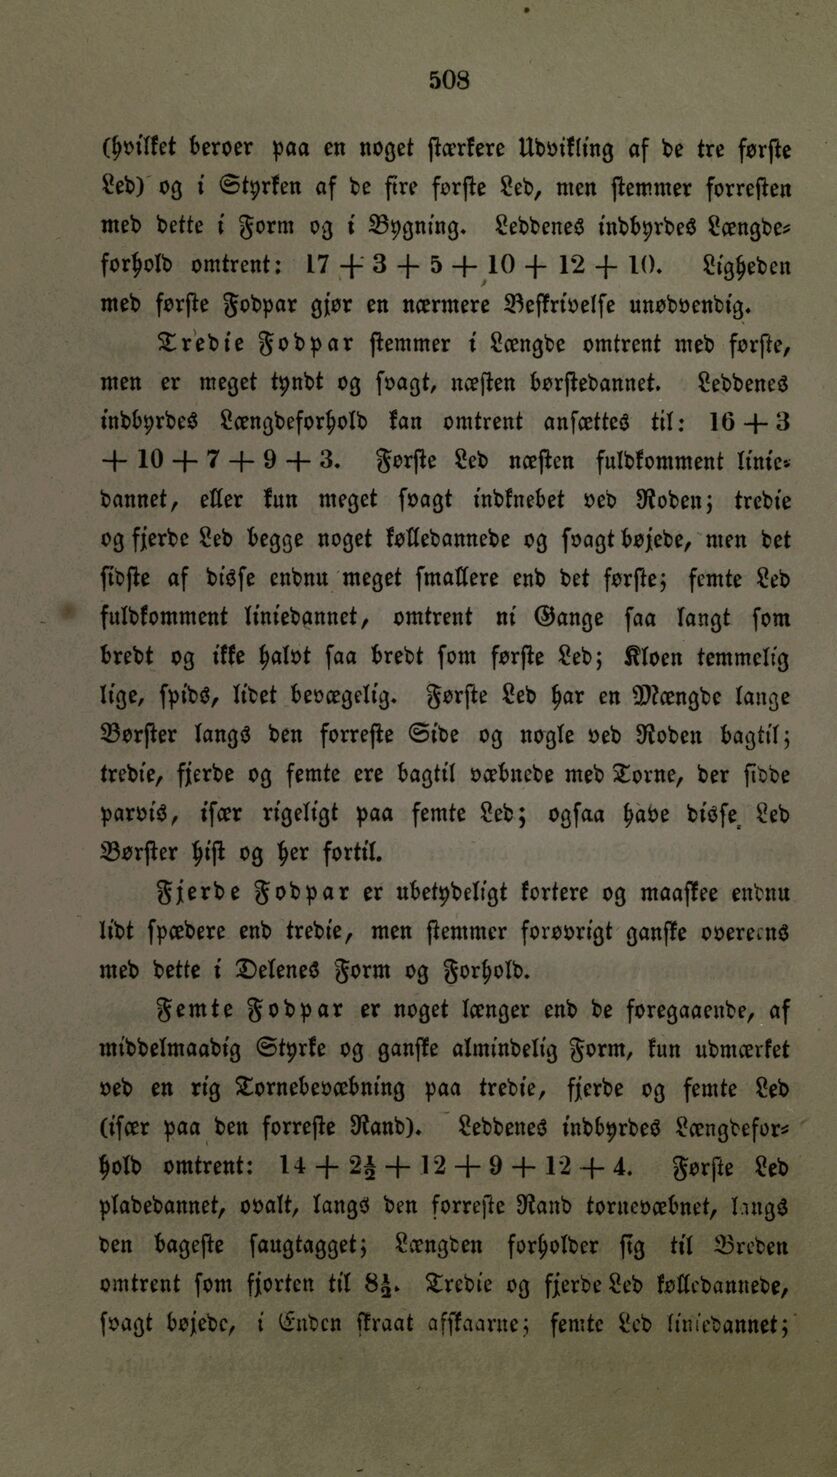 508
(hvilket beroer paa en noget stærkere Udvikling af de tre første
Led) og i Styrken af de fire første Led, men stemmer forresten
med dette i Form og i Bygning. Leddenes indbyrdes Længde-
forhold omtrent: 17 + 3 + 5 + 10 + 12 + 10. Ligheden
med første Fodpar gjør en nærmere Beskrivelse unødvendig.
Tredie Fodpar stemmer i Længde omtrent med første,
men er meget tyndt og svagt, næsten børstedannet. Leddenes
indbyrdes Længdeforhold kan omtrent ansættes til: 16 + 3
+ 10 + 7 + 9 + 3. Første Led næsten fuldkomment linie-
dannet, eller kun meget svagt indknebet ved Roden; tredie
og fjerde Led begge noget kølledannede og svagt bøjede, men det
sidste af disse endnu meget smallere end det første; femte Led
fuldkomment liniedannet, omtrent ni Gange saa langt som
bredt og ikke halvt saa bredt som første Led; Kloen temmelig
lige, spids, lidet bevægelig. Første Led har en Mængde lange
Børster langs den forreste Side og nogle ved Roden bagtil;
tredie, fjerde og femte ere bagtil væbnede med Torne, der sidde
parvis, især rigeligt paa femte Led; ogsaa have disse Led
Børster hist og her fortil.
Fjerde Fodpar er ubetydeligt kortere og maaskee endnu
lidt spædere end tredie, men stemmer forøvrigt ganske overeens
med dette i Delenes Form og Forhold.
Femte Fodpar er noget længer end de foregaaende, af
middelmaadig Styrke og ganske almindelig Form, kun udmærket
ved en rig Tornebevæbning paa tredie, fjerde og femte Led
(især paa den forreste Rand). Leddenes indbyrdes Længdefor-
hold omtrent: 14 + 2½ + 12 + 9 + 12 + 4. Første Led
pladedannet, ovalt, langs den forreste Rand tornevæbnet, langs
den bageste saugtagget; Længden forholder sig til Breden
omtrent som fjorten til 8½. Tredie og fjerde Led kølledannede,
svagt bøjede, i Enden skraat afskaarne; femte Led liniedannet;